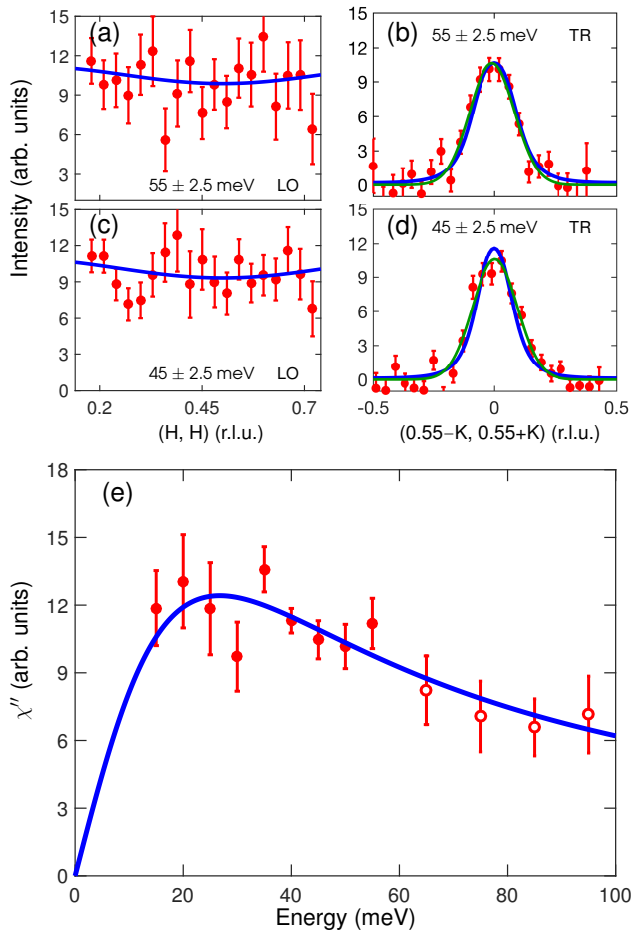 (a)
55 ± 2.5 meV LO
15
12
9
6
3
(b)
55 ± 2.5 meV TR
15
12
9
6
3
0
Intensity (arb. units)
(c)
45 ± 2.5 meV LO
15
12
9
6
3
0
0.2 0.45 0.7
(H, H) (r.l.u.)
(d)
45 ± 2.5 meV TR
15
12
9
6
3
0
-0.5 0 0.5
(0.55−K, 0.55+K) (r.l.u.)
(e)
18
15
12
9
6
3
0
χ′′ (arb. units)
0 20 40 60 80 100
Energy (meV)